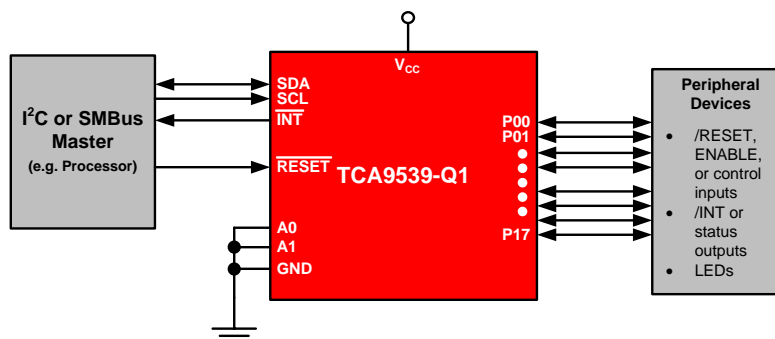 I²C or SMBus
Master
(e.g. Processor)
V_CC
SDA
SCL
INT
RESET
TCA9539-Q1
A0
A1
GND
P00
P01
P17
Peripheral
Devices
• /RESET,
ENABLE,
or control
inputs
• /INT or
status
outputs
• LEDs